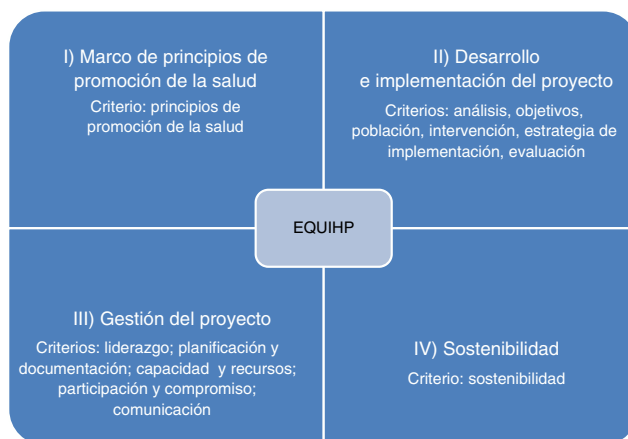 I) Marco de principios de
promoción de la salud
Criterio: principios de
promoción de la salud
II) Desarrollo
e implementación del proyecto
Criterios: análisis, objetivos,
población, intervención, estrategia de
implementación, evaluación
EQUIHP
III) Gestión del proyecto
Criterios: liderazgo; planificación y
documentación; capacidad y recursos;
participación y compromiso;
comunicación
IV) Sostenibilidad
Criterio: sostenibilidad